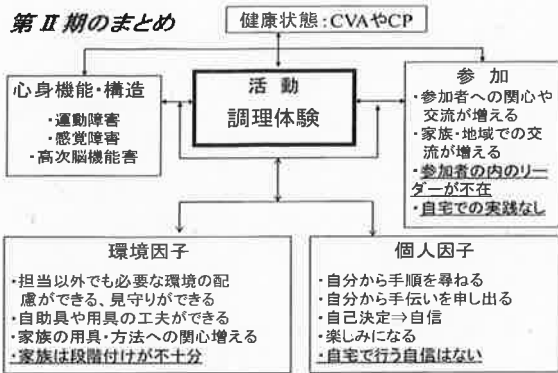 第Ⅱ期のまとめ
健康状態:CVAやCP
心身機能・構造
・運動障害
・感覚障害
・高次脳機能害
活動
調理体験
参加
・参加者への関心や
交流が増える
・家族・地域での交
流が増える
・参加者の内のリー
ダーが不在
・自宅での実践なし
環境因子
・担当以外でも必要な環境の配
慮ができる、見守りができる
・自助具や用具の工夫ができる
・家族の用具・方法への関心増える
・家族は段階付けが不十分
個人因子
・自分から手順を尋ねる
・自分から手伝いを申し出る
・自己決定⇒自信
・楽しみになる
・自宅で行う自信はない